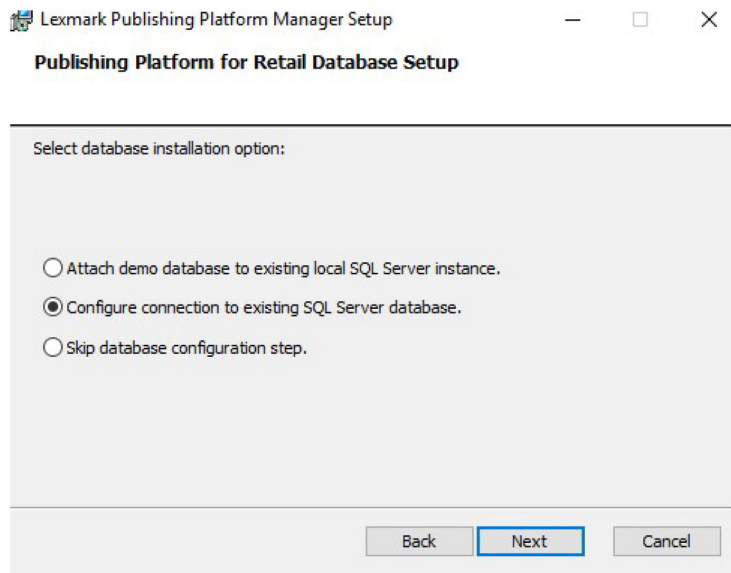 Lexmark Publishing Platform Manager Setup
Publishing Platform for Retail Database Setup
Select database installation option:
Attach demo database to existing local SQL Server instance.
Configure connection to existing SQL Server database.
Skip database configuration step.
Back Next Cancel